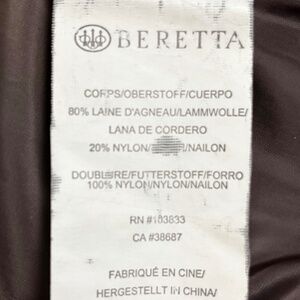 BERETTA
CORPS/OBERSTOFF/CUERPO
80% LAINE D'AGNEAU/LAMMWOLLE/
LANA DE CORDERO
20% NYLON/ /NAILON
DOUBLURE/FUTTERSTOFF/FORRO
100% NYLON/NYLON/NAILON
RN #103833
CA #38687
FABRIQUÉ EN CINE/
HERGESTELLT IN CHINA/